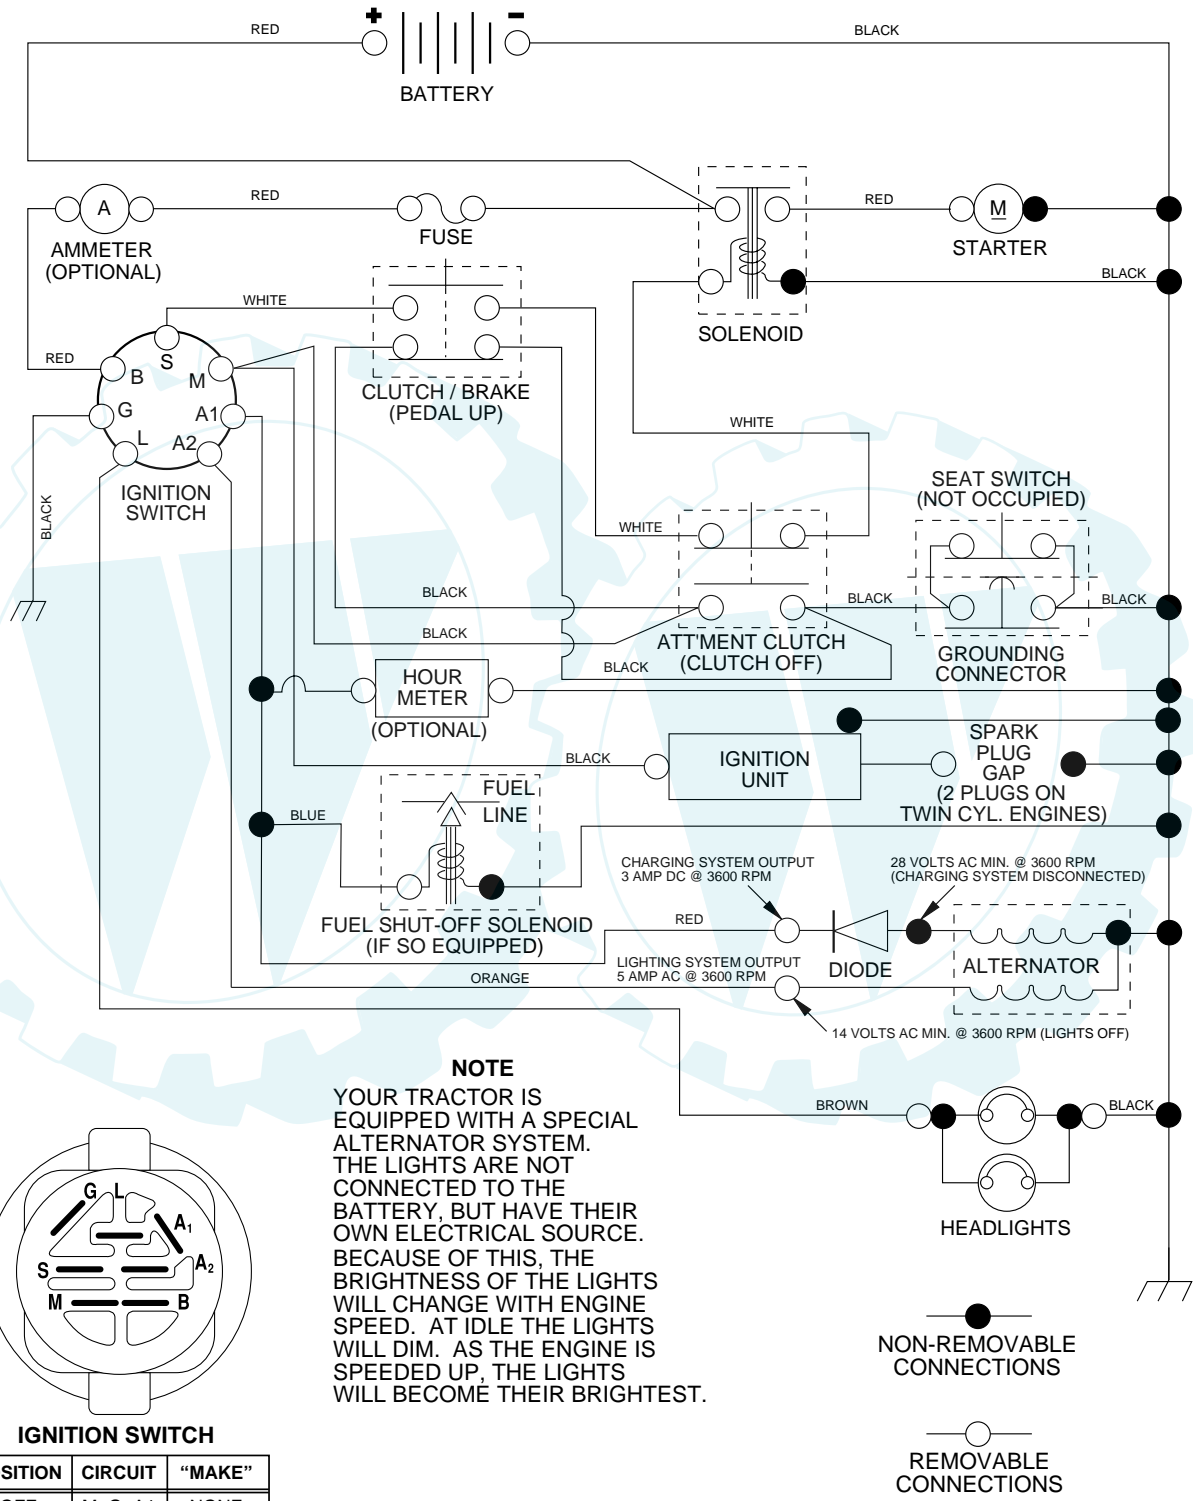 + -
RED
BLACK
BATTERY
A
RED
RED
M
AMMETER
(OPTIONAL)
FUSE
STARTER
BLACK
WHITE
SOLENOID
RED
S
B
M
G
A1
L
A2
CLUTCH / BRAKE
(PEDAL UP)
WHITE
IGNITION
SWITCH
BLACK
SEAT SWITCH
(NOT OCCUPIED)
WHITE
BLACK
BLACK
BLACK
BLACK
ATT'MENT CLUTCH
(CLUTCH OFF)
GROUNDING
CONNECTOR
BLACK
HOUR
METER
(OPTIONAL)
BLACK
IGNITION
UNIT
SPARK
PLUG
GAP
(2 PLUGS ON
TWIN CYL. ENGINES)
FUEL
LINE
BLUE
CHARGING SYSTEM OUTPUT
3 AMP DC @ 3600 RPM
28 VOLTS AC MIN. @ 3600 RPM
(CHARGING SYSTEM DISCONNECTED)
FUEL SHUT-OFF SOLENOID
(IF SO EQUIPPED)
RED
DIODE
ALTERNATOR
LIGHTING SYSTEM OUTPUT
5 AMP AC @ 3600 RPM
ORANGE
14 VOLTS AC MIN. @ 3600 RPM (LIGHTS OFF)
NOTE
YOUR TRACTOR IS
EQUIPPED WITH A SPECIAL
ALTERNATOR SYSTEM.
THE LIGHTS ARE NOT
CONNECTED TO THE
BATTERY, BUT HAVE THEIR
OWN ELECTRICAL SOURCE.
BECAUSE OF THIS, THE
BRIGHTNESS OF THE LIGHTS
WILL CHANGE WITH ENGINE
SPEED. AT IDLE THE LIGHTS
WILL DIM. AS THE ENGINE IS
SPEEDED UP, THE LIGHTS
WILL BECOME THEIR BRIGHTEST.
BROWN
BLACK
HEADLIGHTS
G L
A1
A2
S
M
B
NON-REMOVABLE
CONNECTIONS
REMOVABLE
CONNECTIONS
IGNITION SWITCH
SITION CIRCUIT "MAKE"